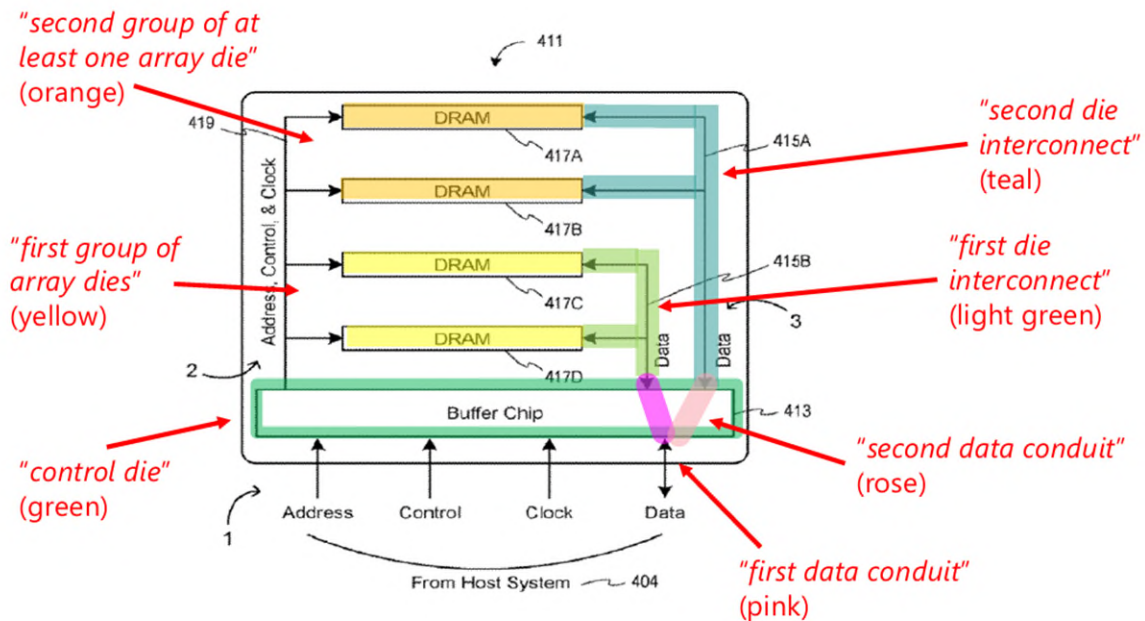 "second group of at
least one array die"
(orange)
411
419
DRAM
417A
415A
"second die
interconnect"
(teal)
DRAM
417B
Address, Control, & Clock
"first group of
array dies"
(yellow)
DRAM
417C
415B
"first die
interconnect"
(light green)
DRAM
417D
Data
Data
3
2
Buffer Chip
413
"control die"
(green)
"second data conduit"
(rose)
1
Address
Control
Clock
Data
"first data conduit"
(pink)
From Host System
404